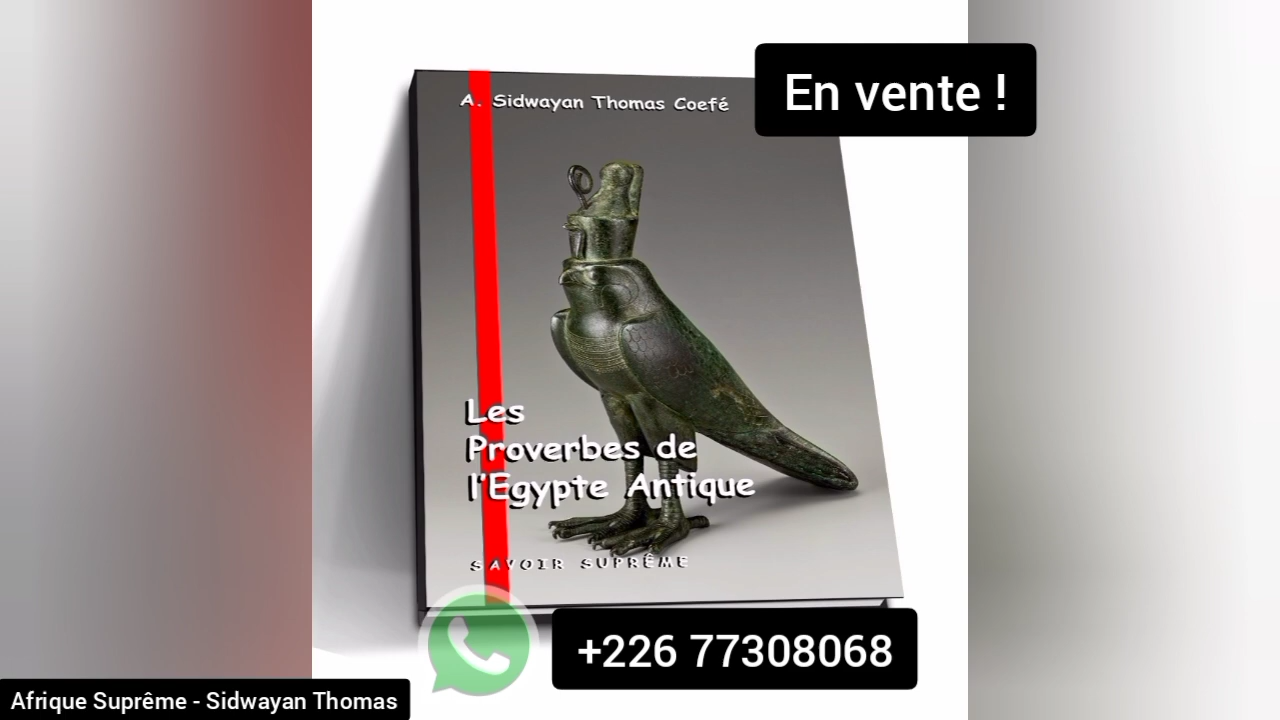 En vente !
A. Sidwayan Thomas Coefé
Les
Proverbes de
l'Egypte Antique
SAVOIR SUPRÊME
+226 77308068
Afrique Suprême - Sidwayan Thomas